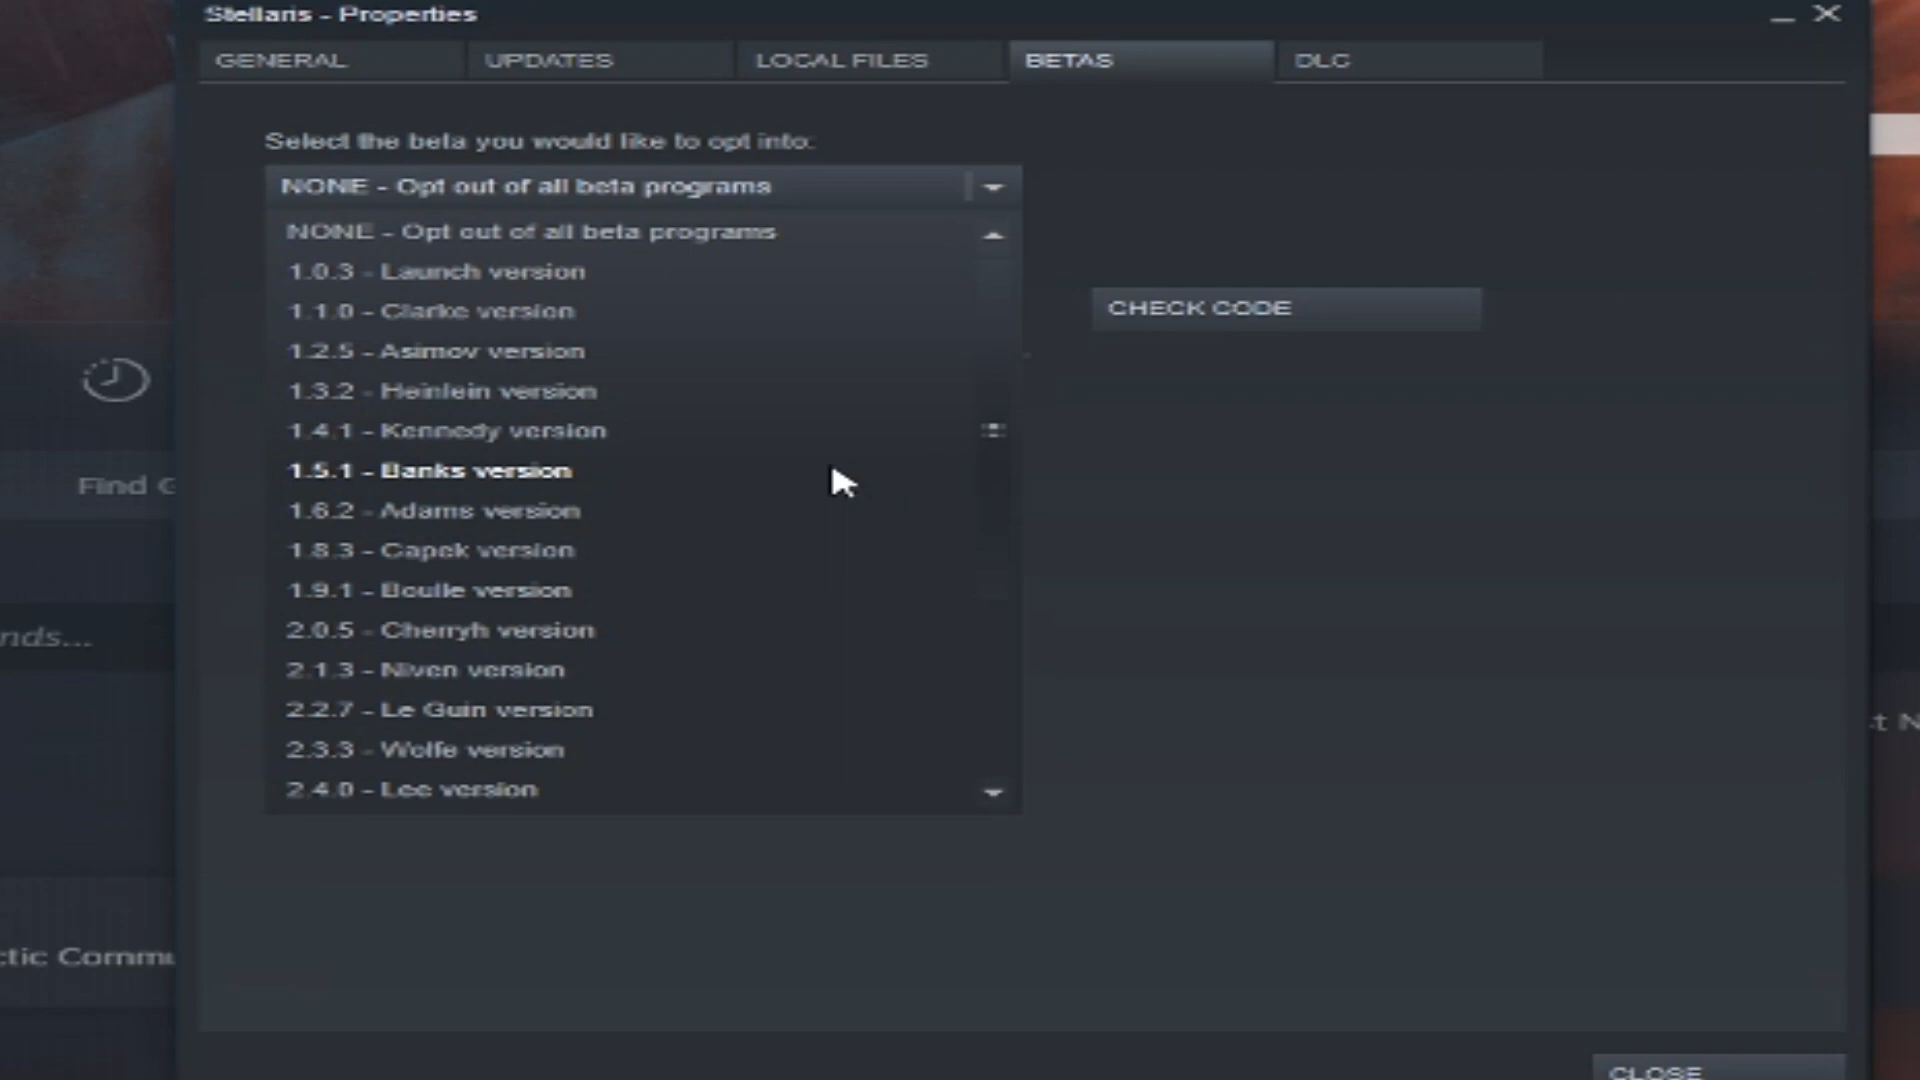 Stellaris - Properties
GENERAL
UPDATES
LOCAL FILES
BETAS
DLC
Select the beta you would like to opt into:
NONE - Opt out of all beta programs
NONE - Opt out of all beta programs
1.0.3 - Launch version
1.1.0 - Clarke version
CHECK CODE
1.2.5 - Asimov version
1.3.2 - Heinlein version
1.4.1 - Kennedy version
1.5.1 - Banks version
Find G
1.6.2 - Adams version
1.8.3 - Capek version
1.9.1 - Boulle version
2.0.5 - Cherryh version
nds...
2.1.3 - Niven version
2.2.7 - Le Guin version
t N
2.3.3 - Wolfe version
2.4.0 - Lee version
ctic Commu
CLOSE